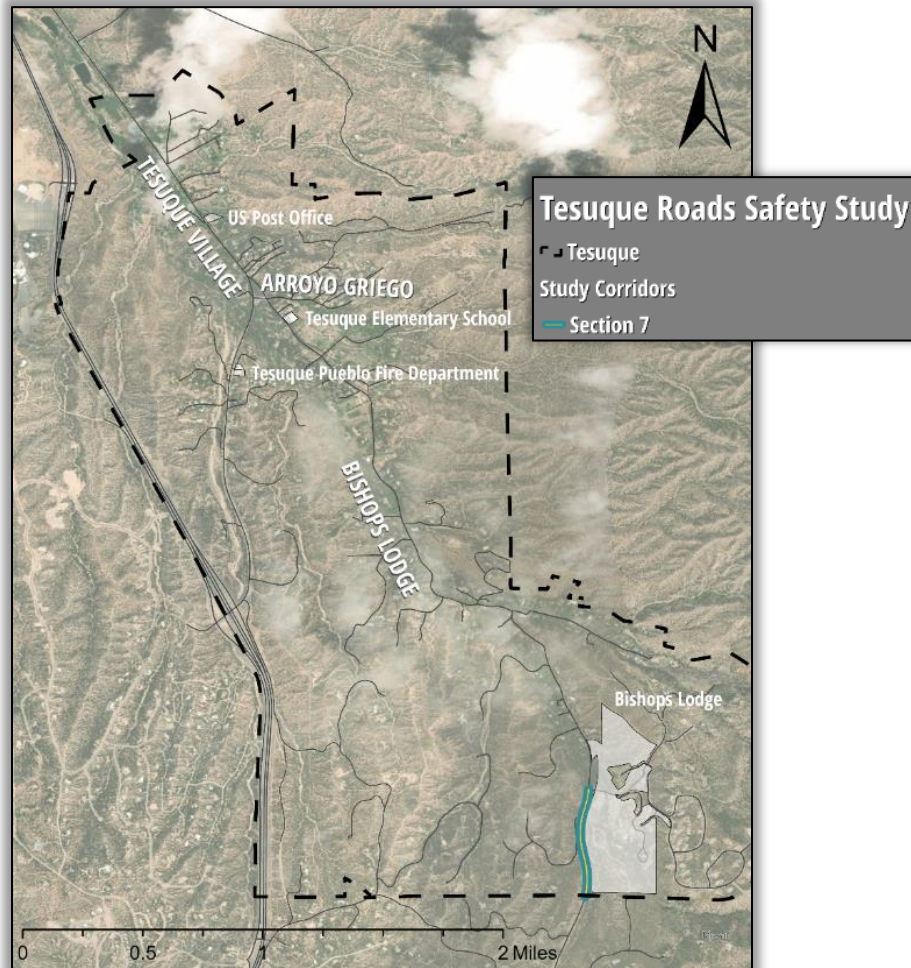 N
Tesuque Roads Safety Study
Tesuque
Study Corridors
Section 7
TESUQUE VILLAGE
US Post Office
ARROYO GRIEGO
Tesuque Elementary School
Tesuque Pueblo Fire Department
BISHOPS LODGE
Bishops Lodge
0 0.5 1 2 Miles